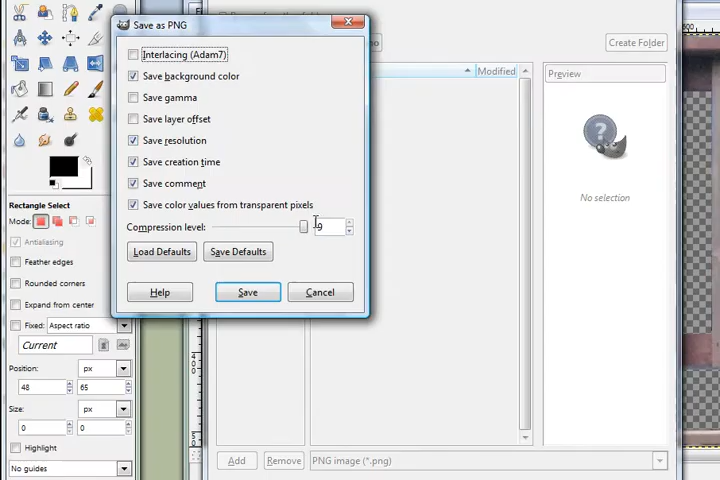 Save as PNG
Interlacing (Adam7)
Save background color
Save gamma
Save layer offset
Save resolution
Save creation time
Save comment
Save color values from transparent pixels
Compression level:
9
Load Defaults
Save Defaults
Help
Save
Cancel
Create Folder
Modified
Preview
No selection
Rectangle Select
Mode:
Antialiasing
Feather edges
Rounded corners
Expand from center
Fixed:
Aspect ratio
Current
Position:
px
48
65
Size:
px
0
0
Highlight
No guides
Add
Remove
PNG image (*.png)